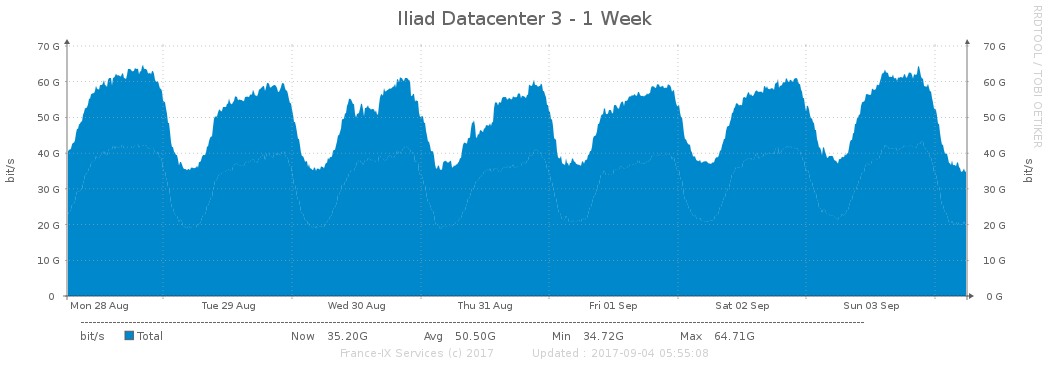 Iliad Datacenter 3 - 1 Week
RRDTOOL / TOBI OETIKER
bit/s
70 G 70 G
60 G 60 G
50 G 50 G
40 G 40 G
30 G 30 G
20 G 20 G
10 G 10 G
0 0 G
bit/s
Mon 28 Aug Tue 29 Aug Wed 30 Aug Thu 31 Aug Fri 01 Sep Sat 02 Sep Sun 03 Sep
bit/s Total Now 35.20G Avg 50.50G Min 34.72G Max 64.71G
France-IX Services (c) 2017 Updated : 2017-09-04 05:55:08